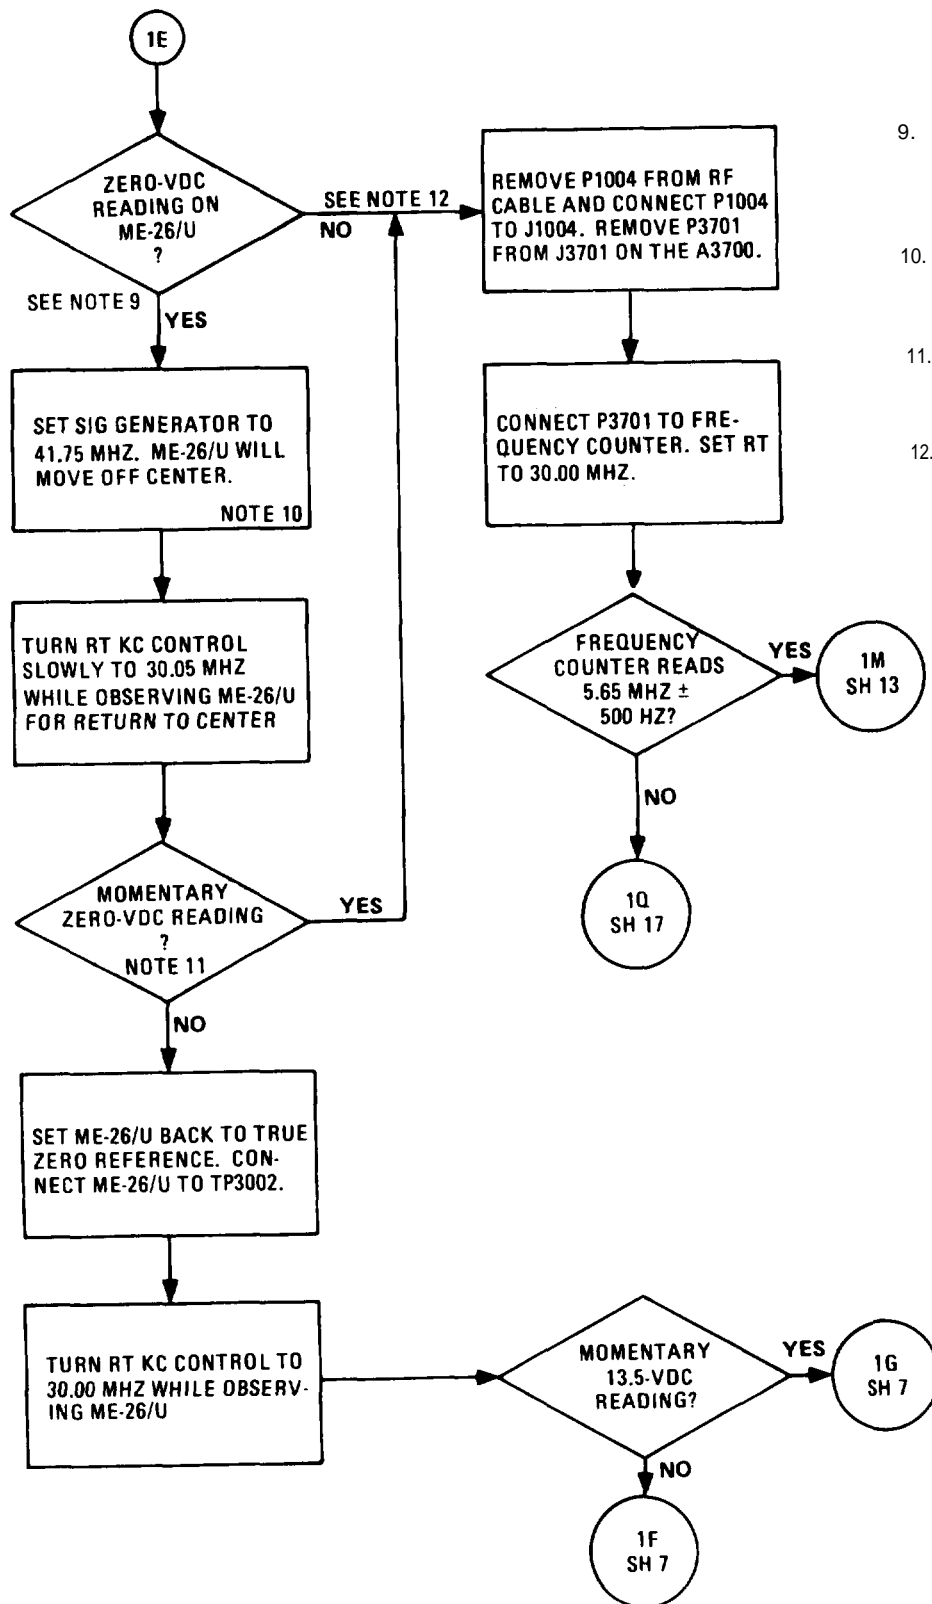 1E
ZERO-VDC
READING ON
ME-26/U
?
SEE NOTE 9
YES
SEE NOTE 12
NO
SET SIG GENERATOR TO
41.75 MHZ. ME-26/U WILL
MOVE OFF CENTER.
NOTE 10
TURN RT KC CONTROL
SLOWLY TO 30.05 MHZ
WHILE OBSERVING ME-26/U
FOR RETURN TO CENTER
MOMENTARY
ZERO-VDC READING
?
NOTE 11
YES
NO
SET ME-26/U BACK TO TRUE
ZERO REFERENCE. CON-
NECT ME-26/U TO TP3002.
TURN RT KC CONTROL TO
30.00 MHZ WHILE OBSERV-
ING ME-26/U
MOMENTARY
13.5-VDC
READING?
YES
1G
SH 7
NO
1F
SH 7
REMOVE P1004 FROM RF
CABLE AND CONNECT P1004
TO J1004. REMOVE P3701
FROM J3701 ON THE A3700.
CONNECT P3701 TO FRE-
QUENCY COUNTER. SET RT
TO 30.00 MHZ.
FREQUENCY
COUNTER READS
5.65 MHZ ±
500 HZ?
YES
1M
SH 13
NO
1Q
SH 17
9.
10.
11.
12.